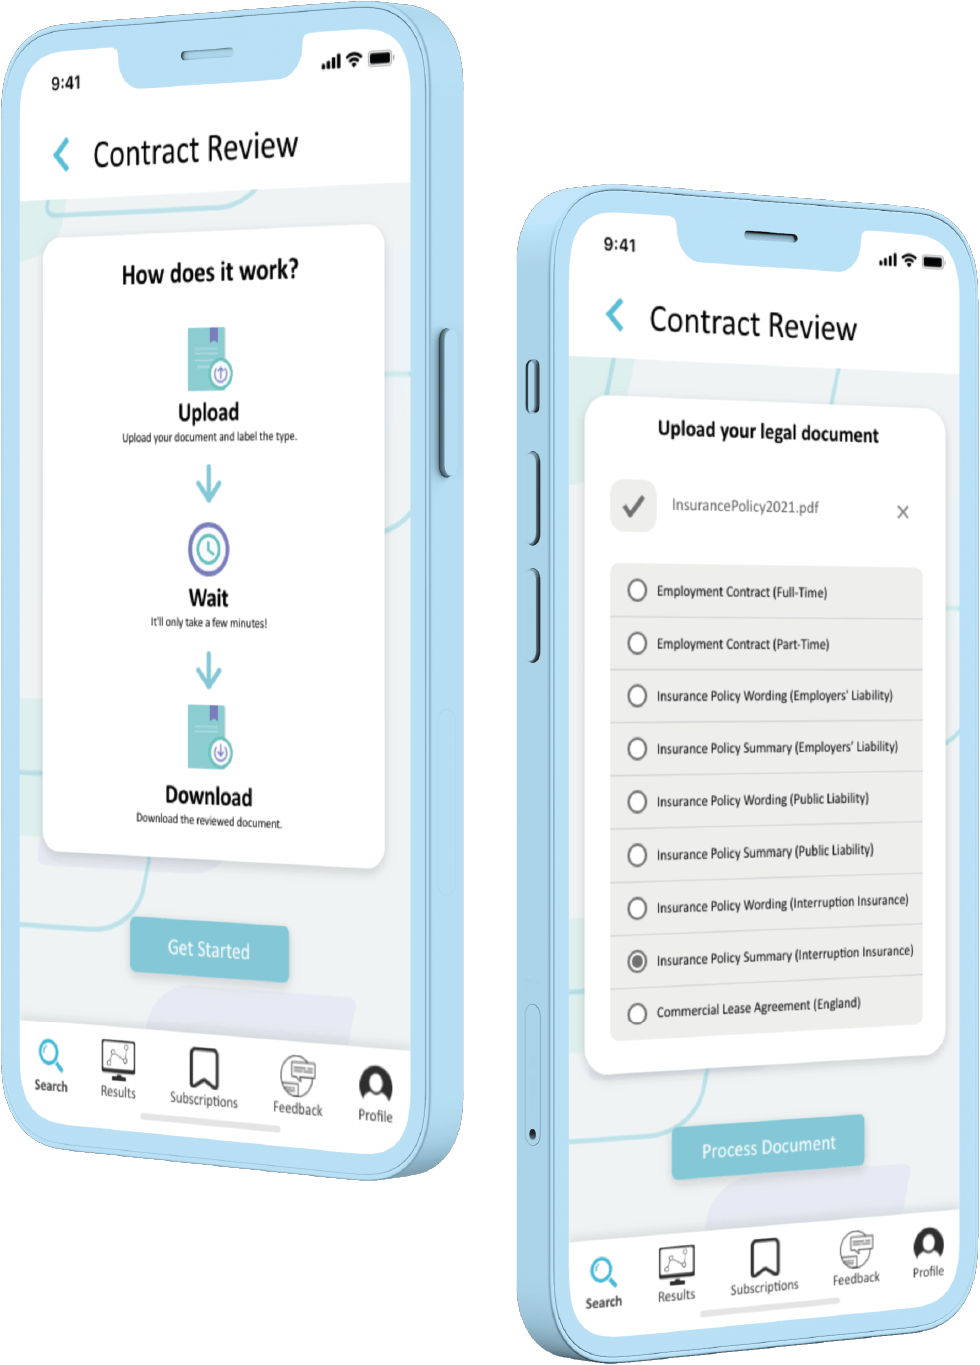 9:41
Contract Review
How does it work?
Upload
Upload your document and label the type.
Wait
It'll only take a few minutes!
Download
Download the reviewed document.
Get Started
Search
Results
Subscriptions
Feedback
Profile
9:41
Contract Review
Upload your legal document
InsurancePolicy2021.pdf
Employment Contract (Full-Time)
Employment Contract (Part-Time)
Insurance Policy Wording (Employers' Liability)
Insurance Policy Summary (Employers' Liability)
Insurance Policy Wording (Public Liability)
Insurance Policy Summary (Public Liability)
Insurance Policy Wording (Interruption Insurance)
Insurance Policy Summary (Interruption Insurance)
Commercial Lease Agreement (England)
Process Document
Search
Results
Subscriptions
Feedback
Profile